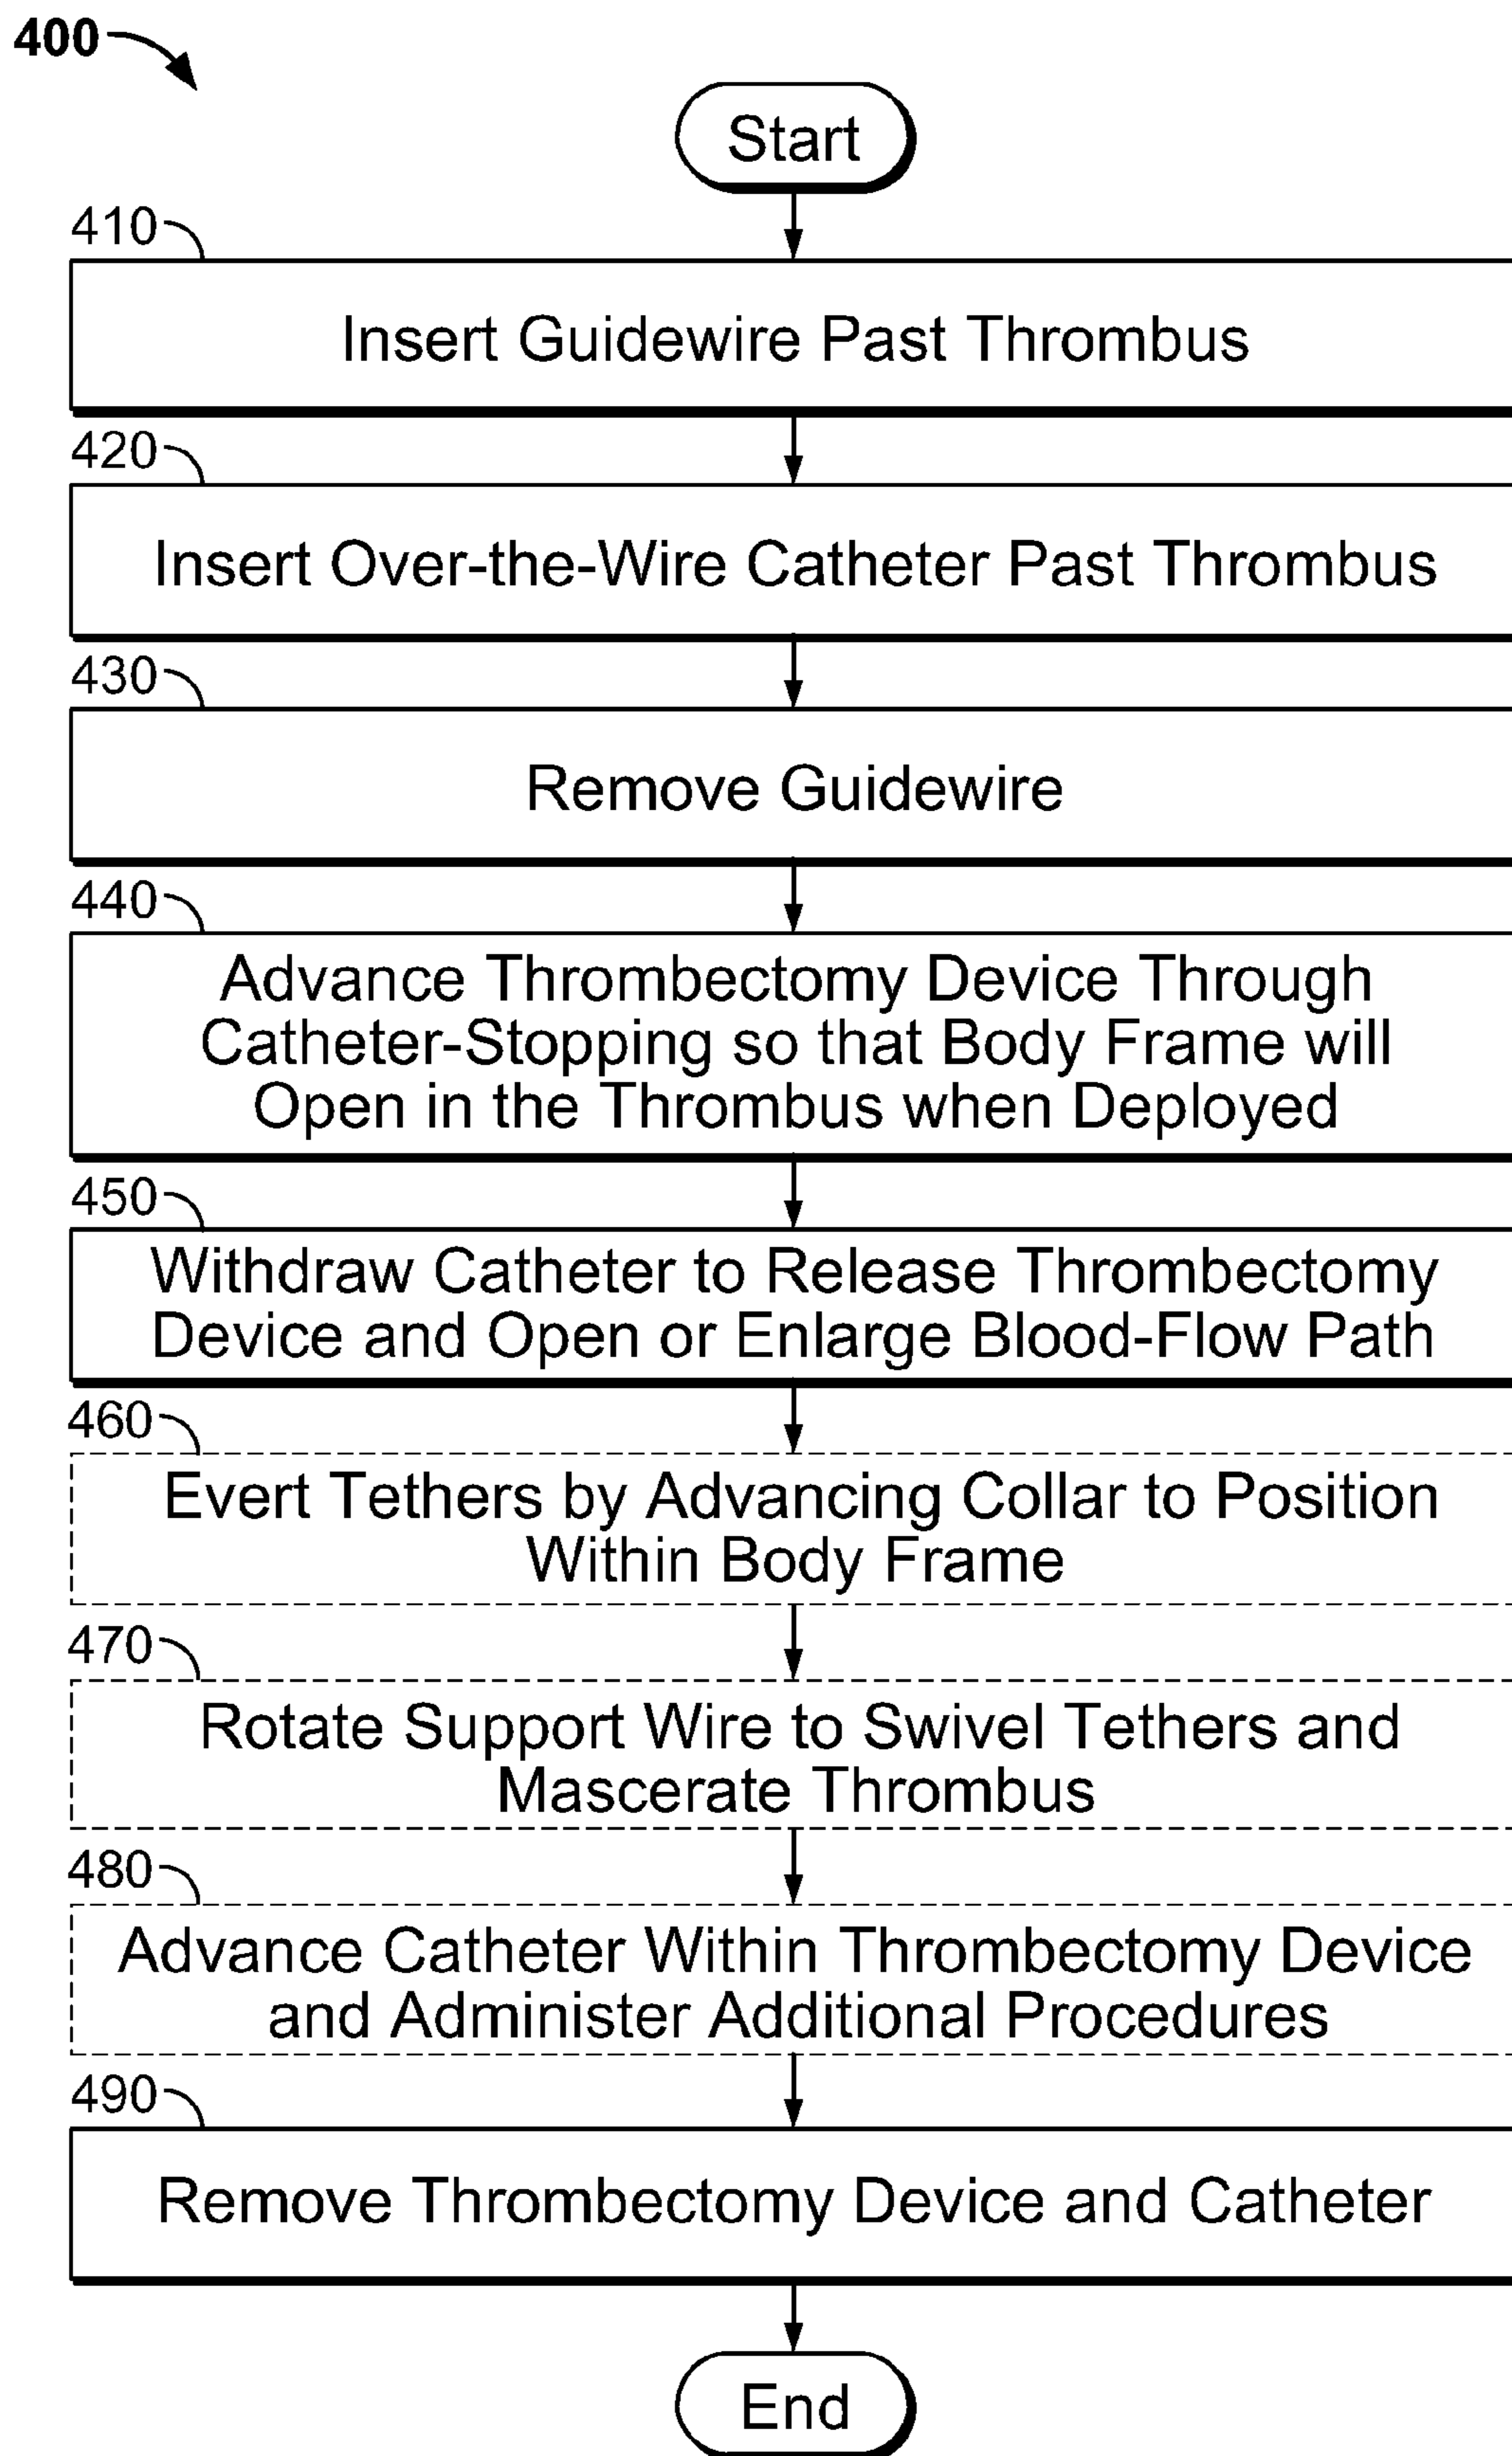 400
Start
410
Insert Guidewire Past Thrombus
420
Insert Over-the-Wire Catheter Past Thrombus
430
Remove Guidewire
440
Advance Thrombectomy Device Through
Catheter-Stopping so that Body Frame will
Open in the Thrombus when Deployed
450
Withdraw Catheter to Release Thrombectomy
Device and Open or Enlarge Blood-Flow Path
460
Evert Tethers by Advancing Collar to Position
Within Body Frame
470
Rotate Support Wire to Swivel Tethers and
Mascerate Thrombus
480
Advance Catheter Within Thrombectomy Device
and Administer Additional Procedures
490
Remove Thrombectomy Device and Catheter
End